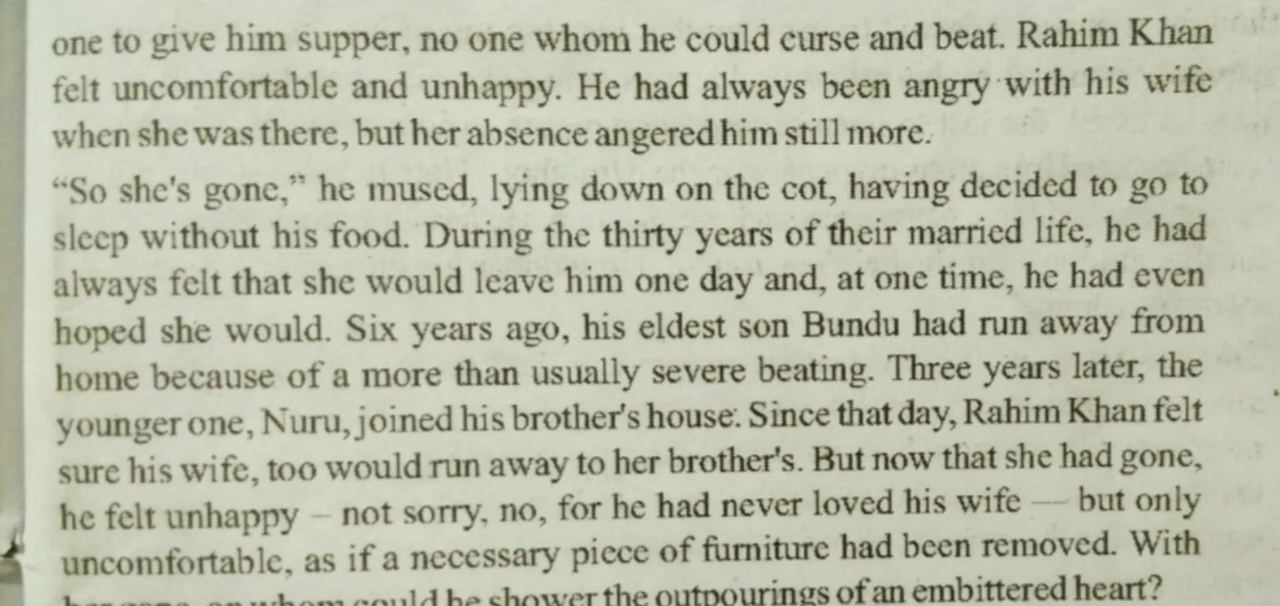 one to give him supper, no one whom he could curse and beat. Rahim Khan
felt uncomfortable and unhappy. He had always been angry with his wife
when she was there, but her absence angered him still more.
“So she's gone,” he mused, lying down on the cot, having decided to go to
sleep without his food. During the thirty years of their married life, he had
always felt that she would leave him one day and, at one time, he had even
hoped she would. Six years ago, his eldest son Bundu had run away from
home because of a more than usually severe beating. Three years later, the
younger one, Nuru, joined his brother's house. Since that day, Rahim Khan felt
sure his wife, too would run away to her brother's. But now that she had gone,
he felt unhappy – not sorry, no, for he had never loved his wife — but only
uncomfortable, as if a necessary piece of furniture had been removed. With
whom could he shower the outpourings of an embittered heart?